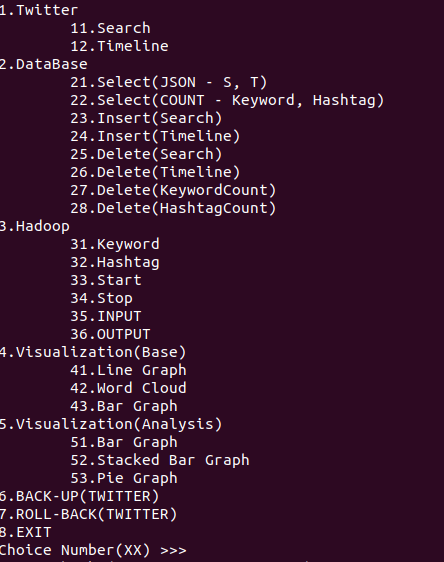 1.Twitter
11.Search
12.Timeline
2.DataBase
21.Select(JSON - S, T)
22.Select(COUNT - Keyword, Hashtag)
23.Insert(Search)
24.Insert(Timeline)
25.Delete(Search)
26.Delete(Timeline)
27.Delete(KeywordCount)
28.Delete(HashtagCount)
3.Hadoop
31.Keyword
32.Hashtag
33.Start
34.Stop
35.INPUT
36.OUTPUT
4.Visualization(Base)
41.Line Graph
42.Word Cloud
43.Bar Graph
5.Visualization(Analysis)
51.Bar Graph
52.Stacked Bar Graph
53.Pie Graph
6.BACK-UP(TWITTER)
7.ROLL-BACK(TWITTER)
8.EXIT
Choice Number(XX) >>>